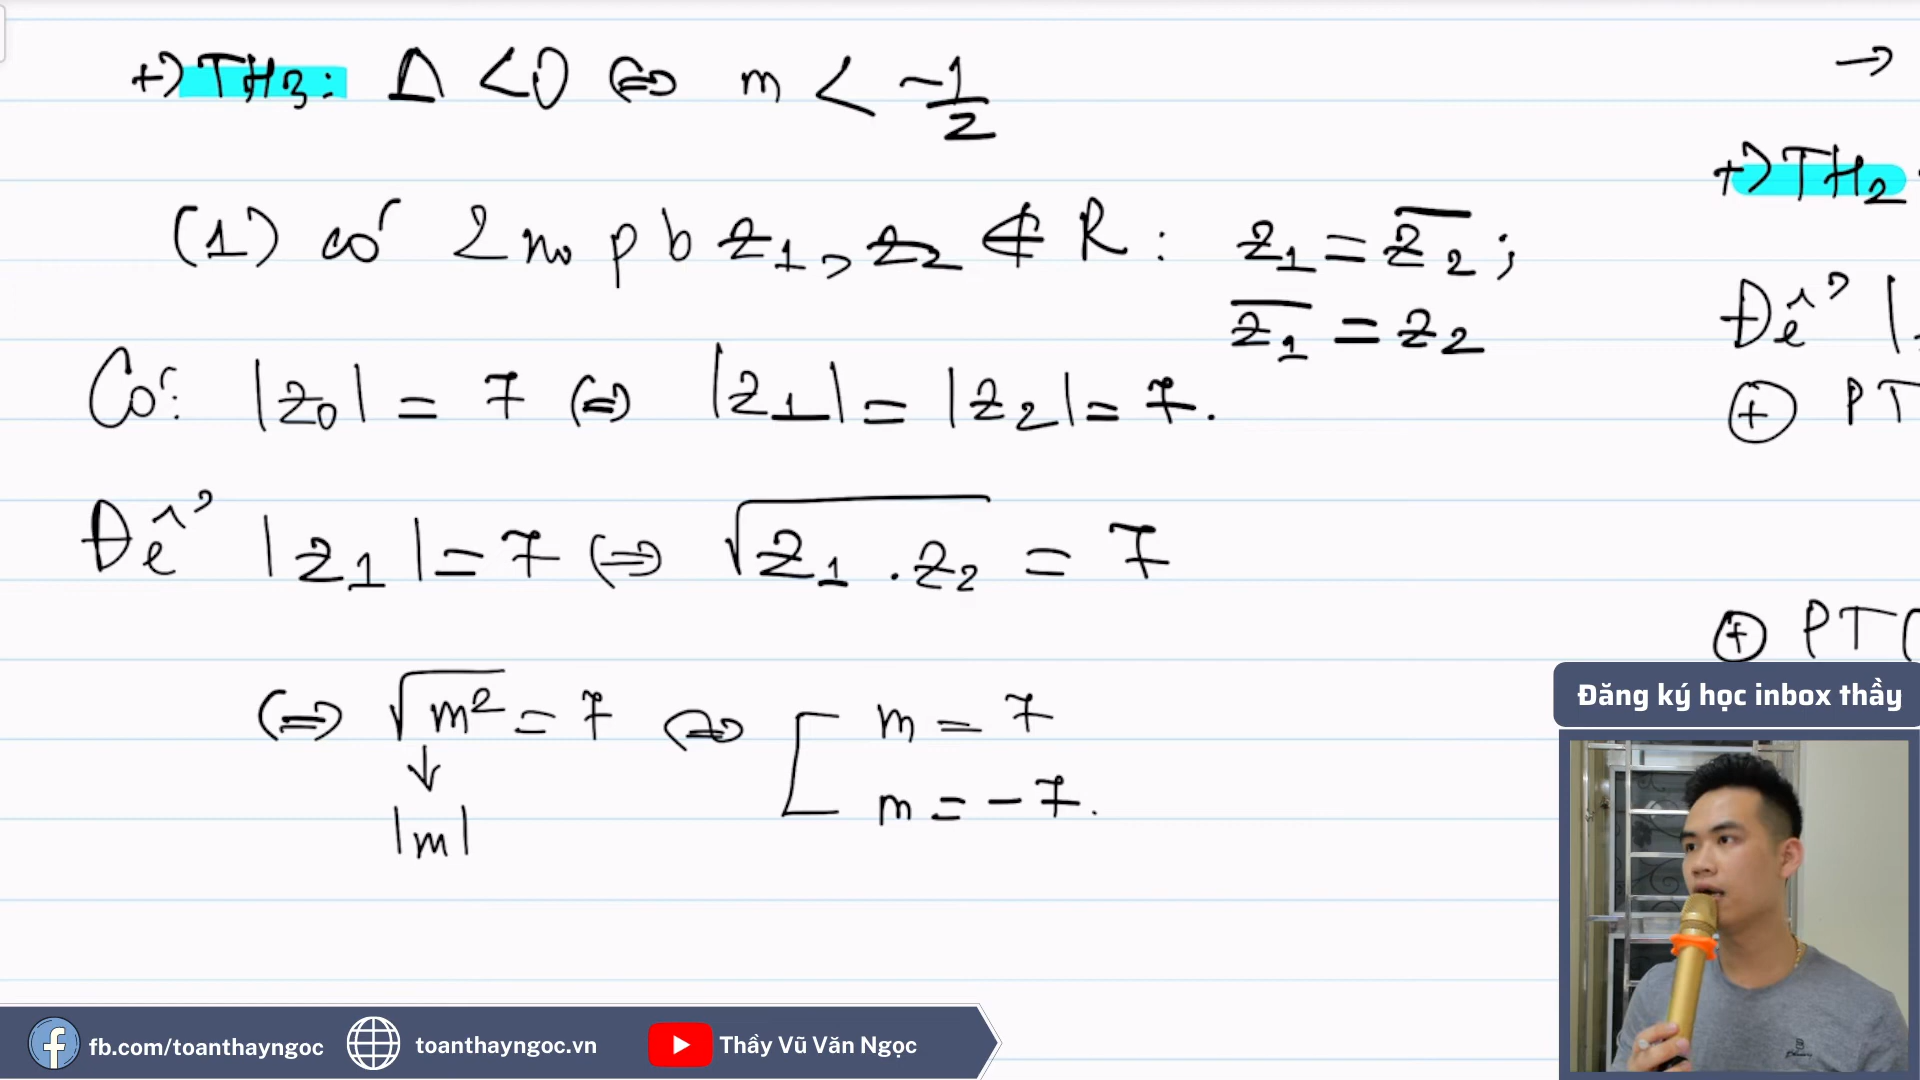 +) TH3: Δ < 0 ⇔ m < -1/2
(1) có 2 no pb z1, z2 ∉ R : z1 = z̅2 ;
z̅1 = z2
Có: |z0| = 7 ⇔ |z1| = |z2| = 7.
Để |z1| = 7 ⇔ √(z1 . z2) = 7
⇔ √m² = 7 ⇔ [ m = 7
↓ m = -7.
|m|
→
+) TH2
Để |
⊕ PT
⊕ PT(
Đăng ký học inbox thầy
fb.com/toanthayngoc
toanthayngoc.vn
Thầy Vũ Văn Ngọc